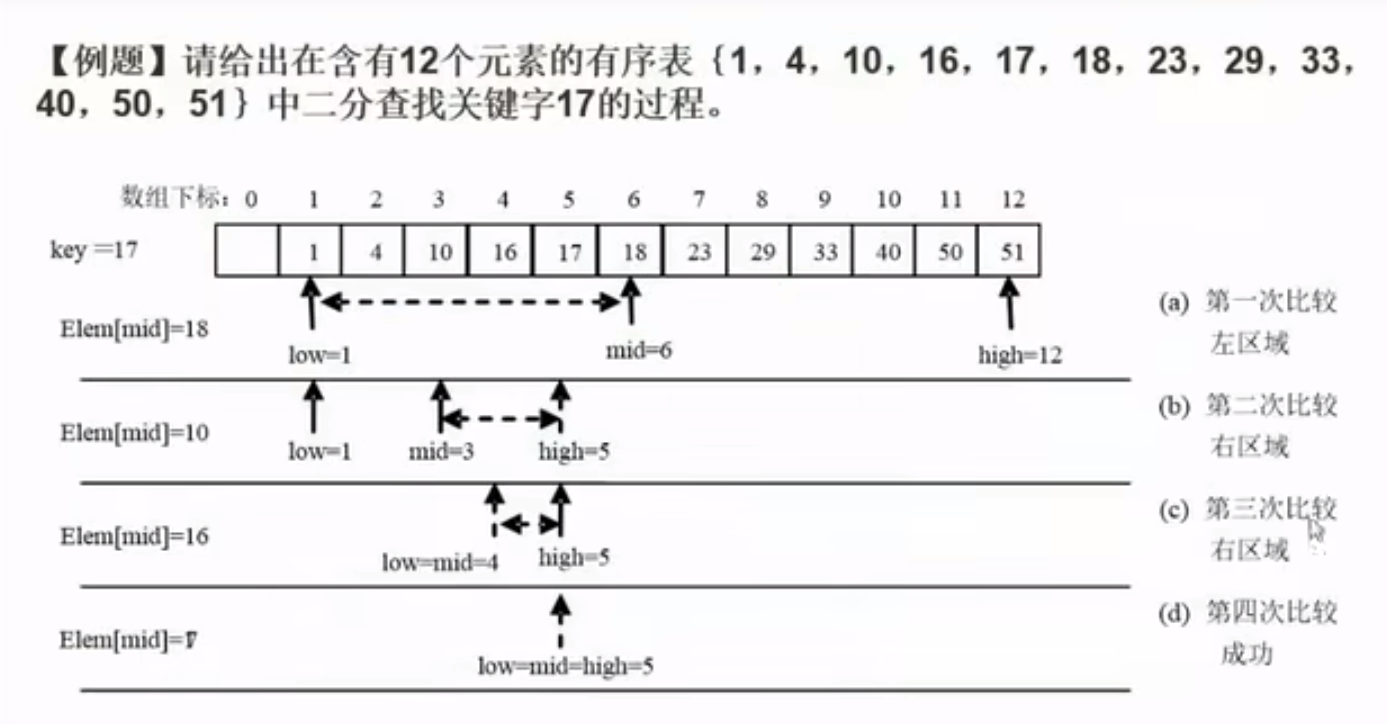 【例题】请给出在含有12个元素的有序表{1，4，10，16，17，18，23，29，33，
40，50，51}中二分查找关键字17的过程。
数组下标：0 1 2 3 4 5 6 7 8 9 10 11 12
key =17 1 4 10 16 17 18 23 29 33 40 50 51
Elem[mid]=18
low=1 mid=6 high=12
(a) 第一次比较
左区域
Elem[mid]=10
low=1 mid=3 high=5
(b) 第二次比较
右区域
Elem[mid]=16
low=mid=4 high=5
(c) 第三次比较
右区域
Elem[mid]=17
low=mid=high=5
(d) 第四次比较
成功